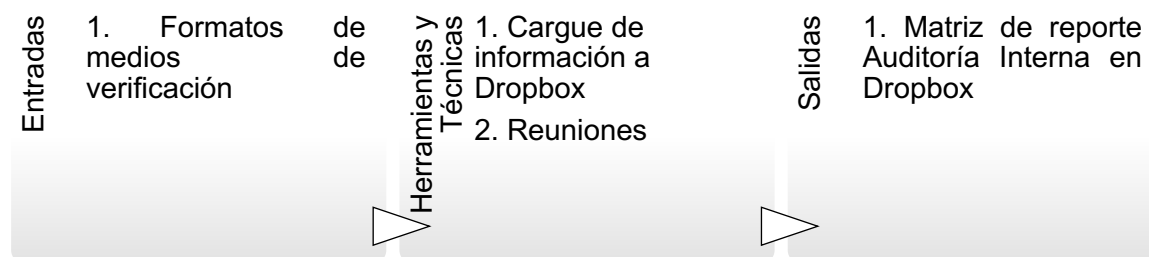 Entradas
1. Formatos de
medios de
verificación
Herramientas y
Técnicas
1. Cargue de
información a
Dropbox
2. Reuniones
Salidas
1. Matriz de reporte
Auditoría Interna en
Dropbox